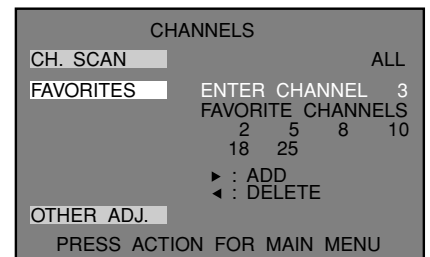 CHANNELS
CH. SCAN ALL
FAVORITES ENTER CHANNEL 3
FAVORITE CHANNELS
2 5 8 10
18 25
► : ADD
◄ : DELETE
OTHER ADJ.
PRESS ACTION FOR MAIN MENU